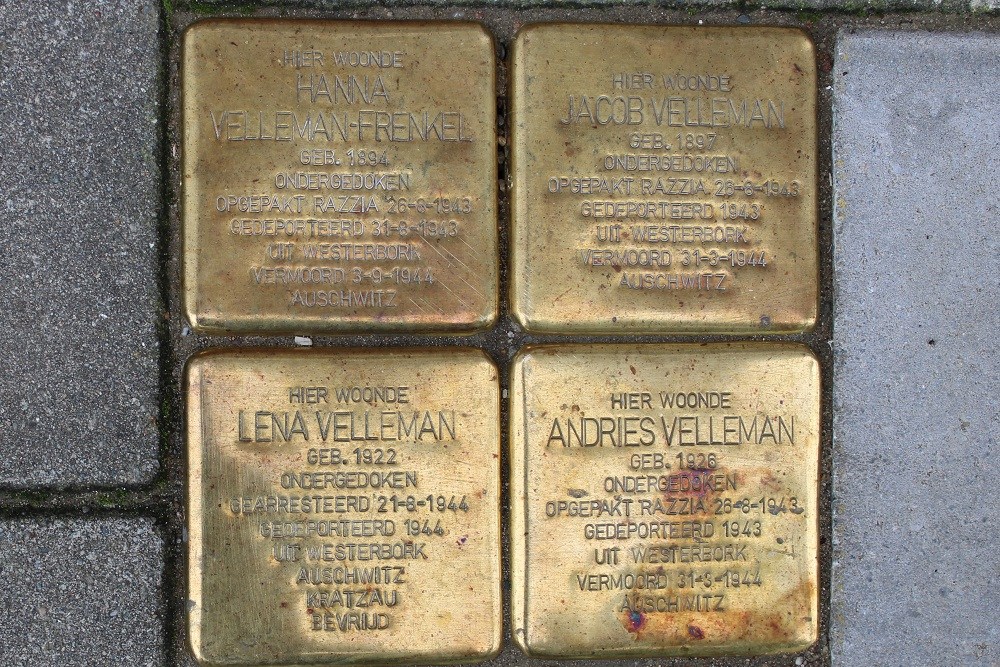 HIER WOONDE
HANNA
VELLEMAN-FRENKEL
GEB. 1894
ONDERGEDOKEN
OPGEPAKT RAZZIA 26-8-1943
GEDEPORTEERD 31-8-1943
UIT WESTERBORK
VERMOORD 3-9-1944
AUSCHWITZ
HIER WOONDE
JACOB VELLEMAN
GEB. 1897
ONDERGEDOKEN
OPGEPAKT RAZZIA 26-8-1943
GEDEPORTEERD 1943
UIT WESTERBORK
VERMOORD 31-3-1944
AUSCHWITZ
HIER WOONDE
LENA VELLEMAN
GEB. 1922
ONDERGEDOKEN
GEARRESTEERD 21-8-1944
GEDEPORTEERD 1944
UIT WESTERBORK
AUSCHWITZ
KRATZAU
BEVRIJD
HIER WOONDE
ANDRIES VELLEMAN
GEB. 1926
ONDERGEDOKEN
OPGEPAKT RAZZIA 26-8-1943
GEDEPORTEERD 1943
UIT WESTERBORK
VERMOORD 31-3-1944
AUSCHWITZ